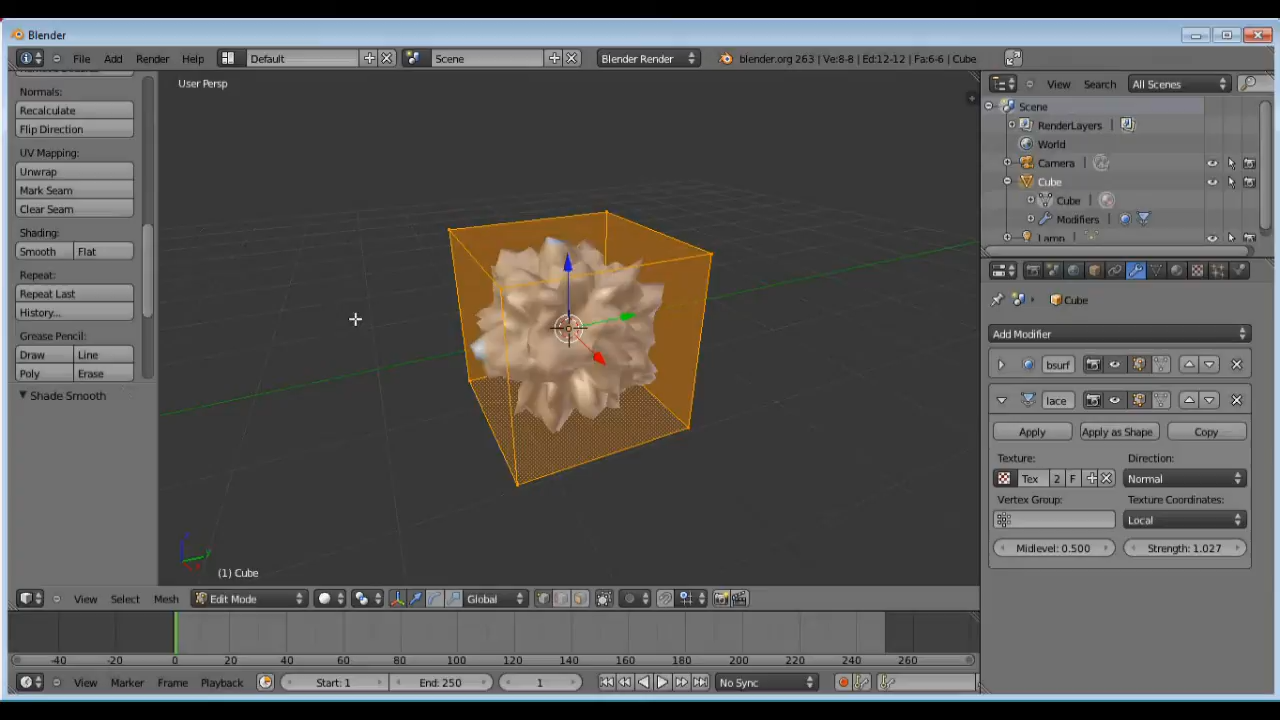 Blender
File Add Render Help Default Scene Blender Render blender.org 263 | Ve:8-8 | Ed:12-12 | Fa:6-6 | Cube
View Search All Scenes
User Persp
Normals:
Recalculate
Flip Direction
UV Mapping:
Unwrap
Mark Seam
Clear Seam
Shading:
Smooth Flat
Repeat:
Repeat Last
History...
Grease Pencil:
Draw Line
Poly Erase
Shade Smooth
Scene
RenderLayers
World
Camera
Cube
Cube
Modifiers
Lamp
Cube
Add Modifier
bsurf
lace
Apply Apply as Shape Copy
Texture: Direction:
Tex 2 F Normal
Vertex Group: Texture Coordinates:
Local
Midlevel: 0.500 Strength: 1.027
(1) Cube
View Select Mesh Edit Mode Global
-40 -20 0 20 40 60 80 100 120 140 160 180 200 220 240 260
View Marker Frame Playback Start: 1 End: 250 1 No Sync